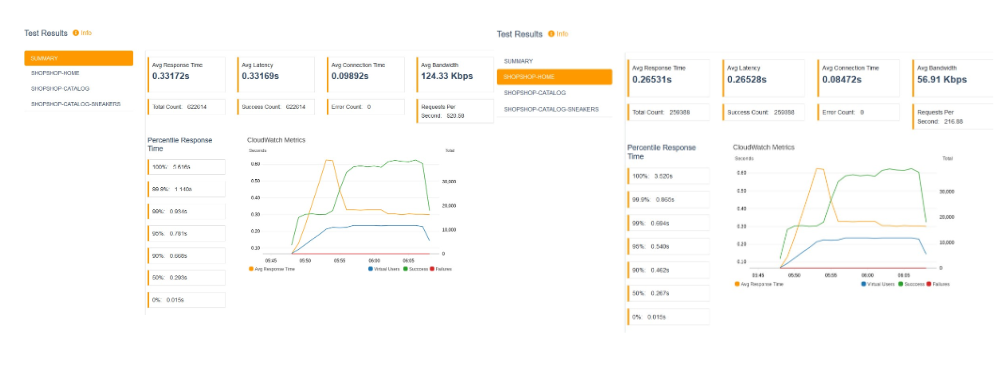 Test Results Info
SUMMARY
SHOPSHOP-HOME
SHOPSHOP-CATALOG
SHOPSHOP-CATALOG-SNEAKERS
Avg Response Time
0.33172s
Avg Latency
0.33169s
Avg Connection Time
0.09892s
Avg Bandwidth
124.33 Kbps
Total Count: 622614
Success Count: 622614
Error Count: 0
Requests Per
Second: 520.58
Percentile Response
Time
100%: 5.616s
99.9%: 1.140s
99%: 0.934s
95%: 0.781s
90%: 0.668s
50%: 0.293s
0%: 0.015s
CloudWatch Metrics
Seconds
Total
0.60
0.50
0.40
0.30
0.20
0.10
30,000
20,000
10,000
0
05:45
05:50
05:55
06:00
06:05
Avg Response Time
Virtual Users
Success
Failures
Test Results Info
SUMMARY
SHOPSHOP-HOME
SHOPSHOP-CATALOG
SHOPSHOP-CATALOG-SNEAKERS
Avg Response Time
0.26531s
Avg Latency
0.26528s
Avg Connection Time
0.08472s
Avg Bandwidth
56.91 Kbps
Total Count:
Success Count:
Error Count: 0
Requests Per
Second: 216.88
Percentile Response
Time
100%: 3.520s
99.9%: 0.865s
99%: 0.664s
95%: 0.540s
90%: 0.462s
50%: 0.267s
0%: 0.015s
CloudWatch Metrics
Seconds
Total
0.60
0.50
0.40
0.30
0.20
0.10
30,000
20,000
10,000
0
05:45
05:50
05:55
06:00
06:05
Avg Response Time
Virtual Users
Success
Failures